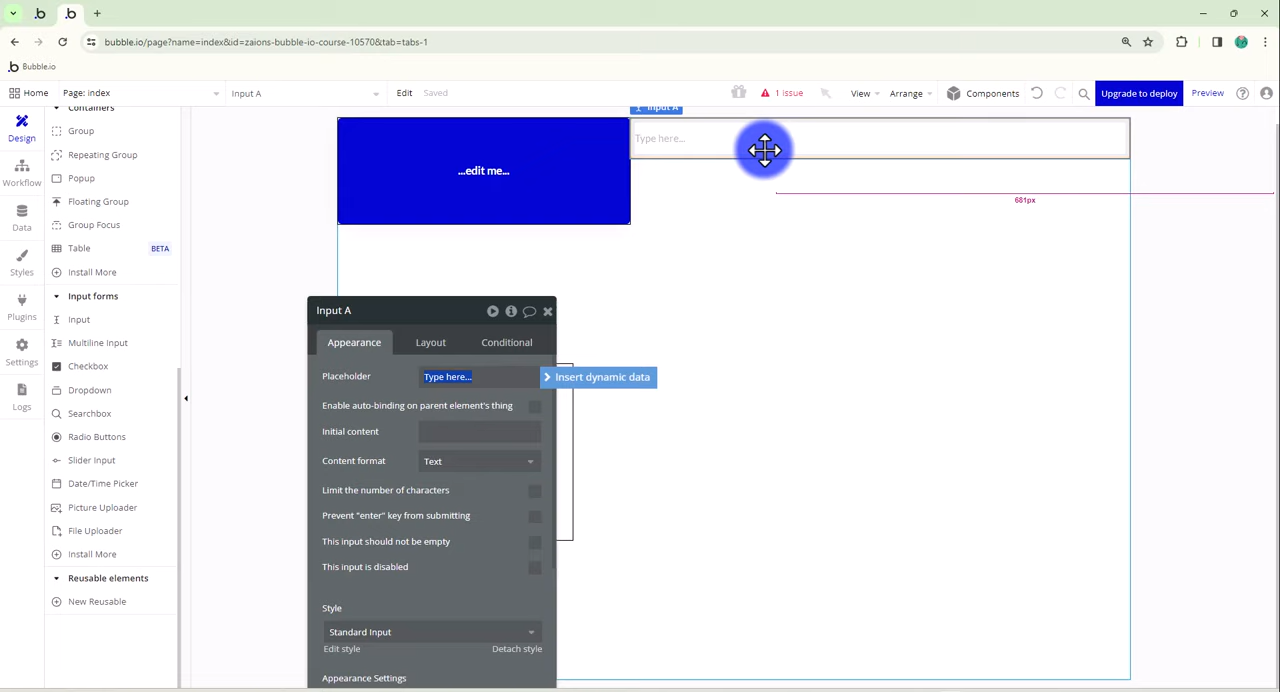 bubble.io/page?name=index&id=zaions-bubble-io-course-10570&tab=tabs-1
Bubble.io
Home
Page: index
Input A
Edit
Saved
1 issue
View
Arrange
Components
Upgrade to deploy
Preview
Design
Workflow
Data
Styles
Plugins
Settings
Logs
Containers
Group
Repeating Group
Popup
Floating Group
Group Focus
Table
BETA
Install More
Input forms
Input
Multiline Input
Checkbox
Dropdown
Searchbox
Radio Buttons
Slider Input
Date/Time Picker
Picture Uploader
File Uploader
Install More
Reusable elements
New Reusable
Input A
...edit me...
Type here...
681px
Input A
Appearance
Layout
Conditional
Placeholder
Type here...
Insert dynamic data
Enable auto-binding on parent element's thing
Initial content
Content format
Text
Limit the number of characters
Prevent "enter" key from submitting
This input should not be empty
This input is disabled
Style
Standard Input
Edit style
Detach style
Appearance Settings